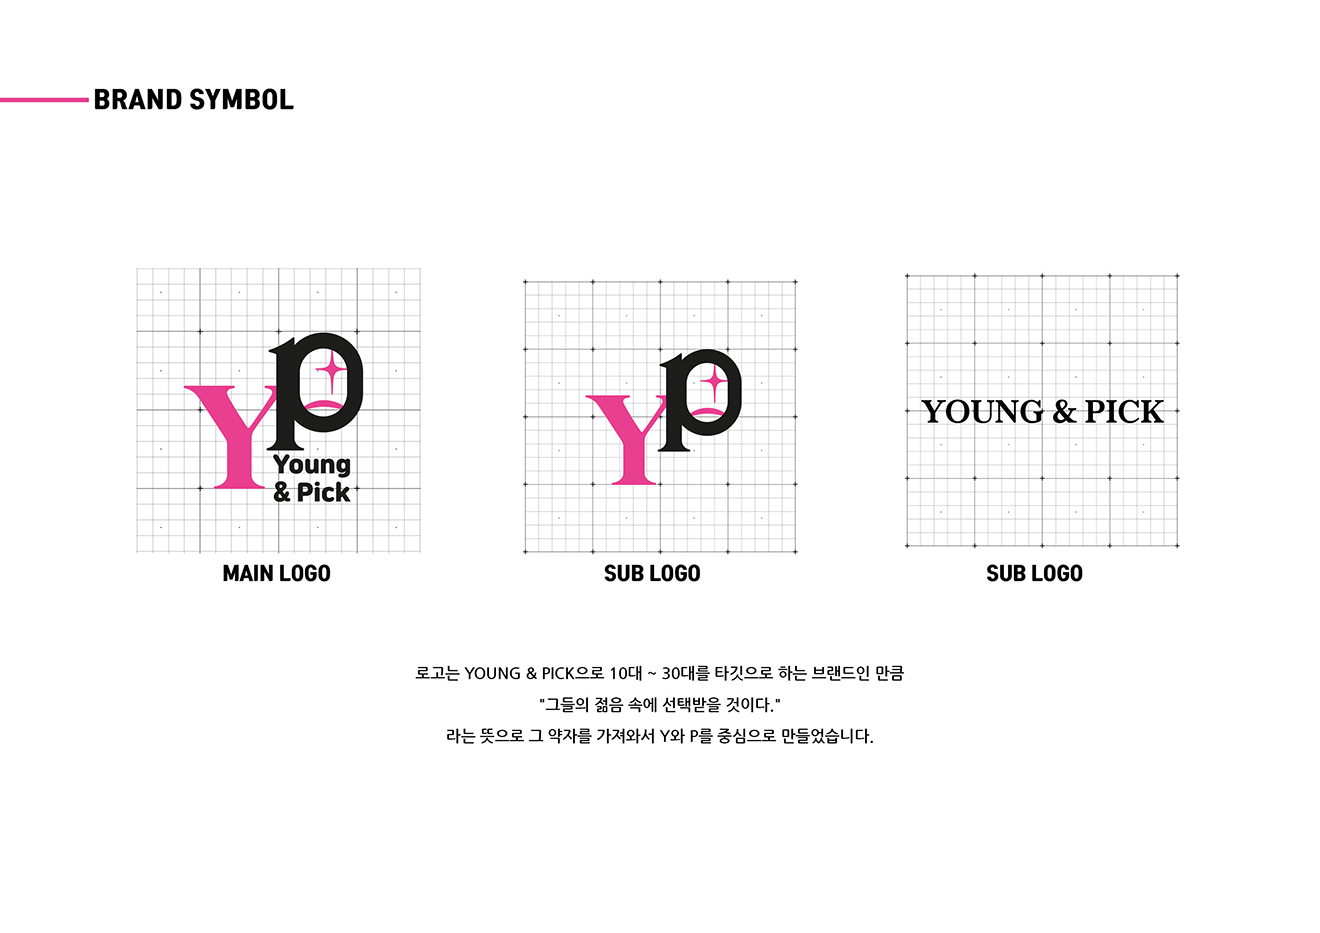 BRAND SYMBOL
YP
Young
& Pick
MAIN LOGO
YP
SUB LOGO
YOUNG & PICK
SUB LOGO
로고는 YOUNG & PICK으로 10대 ~ 30대를 타깃으로 하는 브랜드인 만큼
"그들의 젊음 속에 선택받을 것이다."
라는 뜻으로 그 약자를 가져와서 Y와 P를 중심으로 만들었습니다.